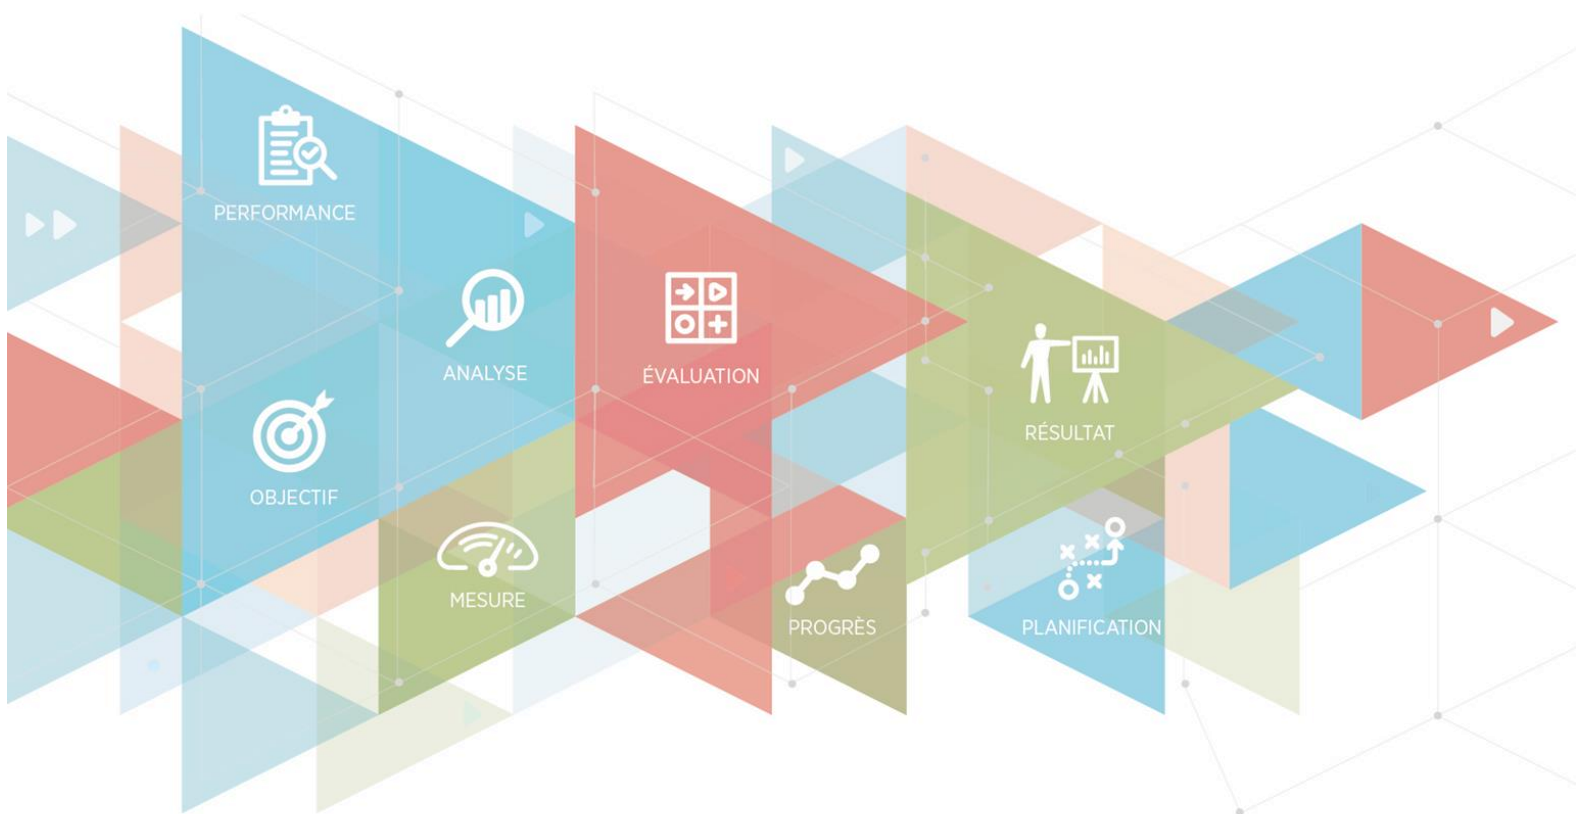 PERFORMANCE
ANALYSE
ÉVALUATION
RÉSULTAT
OBJECTIF
MESURE
PROGRÈS
PLANIFICATION